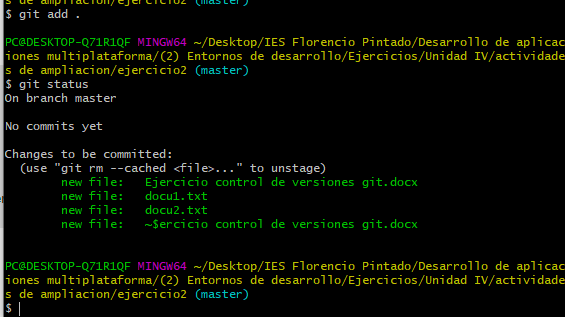 s de ampliacion/ejercicio2 (master)
$ git add .
PC@DESKTOP-Q71R1QF MINGW64 ~/Desktop/IES Florencio Pintado/Desarrollo de aplicac
iones multiplataforma/(2) Entornos de desarrollo/Ejercicios/Unidad IV/actividade
s de ampliacion/ejercicio2 (master)
$ git status
On branch master
No commits yet
Changes to be committed:
  (use "git rm --cached <file>..." to unstage)
        new file:   Ejercicio control de versiones git.docx
        new file:   docu1.txt
        new file:   docu2.txt
        new file:   ~$ercicio control de versiones git.docx
PC@DESKTOP-Q71R1QF MINGW64 ~/Desktop/IES Florencio Pintado/Desarrollo de aplicac
iones multiplataforma/(2) Entornos de desarrollo/Ejercicios/Unidad IV/actividade
s de ampliacion/ejercicio2 (master)
$